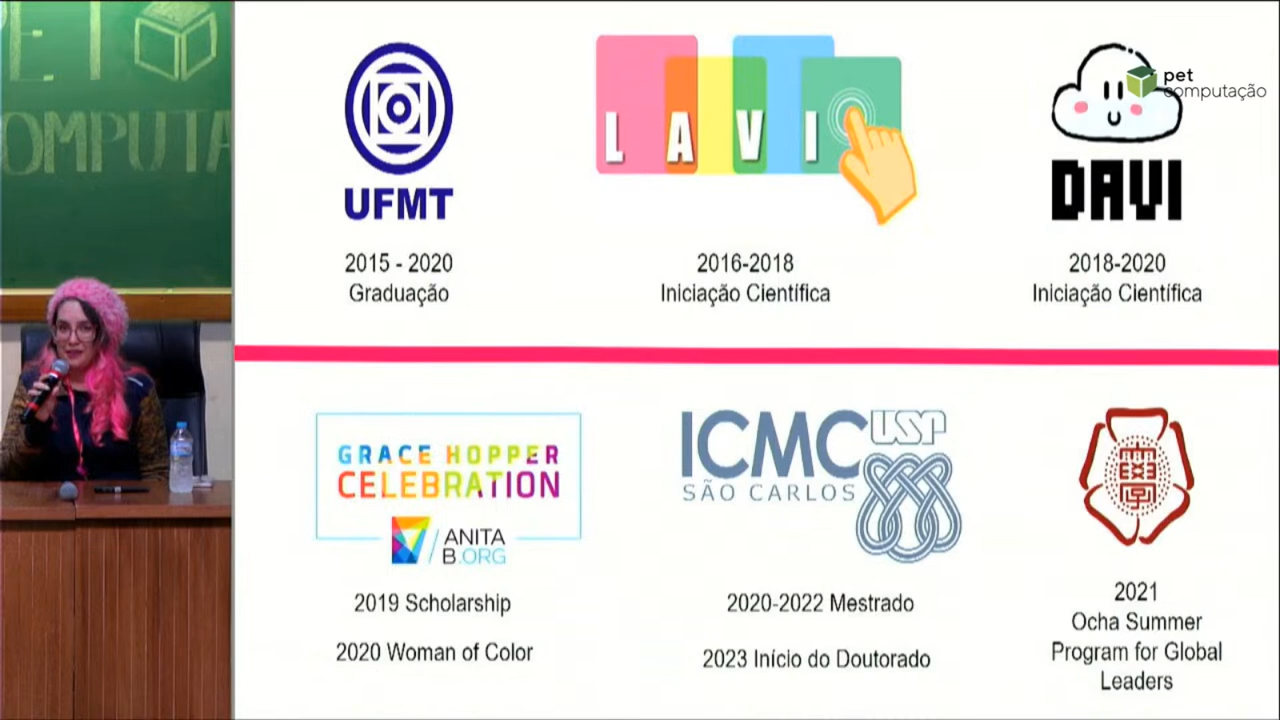 PET
COMPUTA
UFMT
2015 - 2020
Graduação
LAVI
2016-2018
Iniciação Científica
pet
computação
DAVI
2018-2020
Iniciação Científica
GRACE HOPPER
CELEBRATION
ANITA
B.ORG
2019 Scholarship
2020 Woman of Color
ICMC USP
SÃO CARLOS
2020-2022 Mestrado
2023 Início do Doutorado
2021
Ocha Summer
Program for Global
Leaders